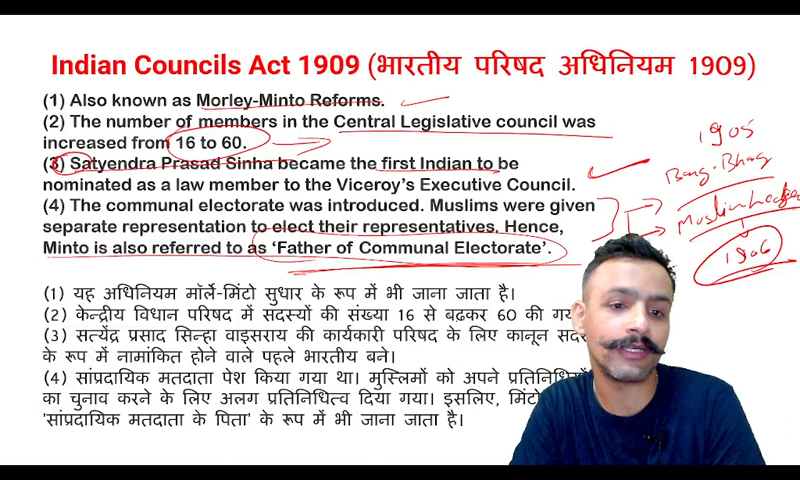 Indian Councils Act 1909 (भारतीय परिषद अधिनियम 1909)
(1) Also known as Morley-Minto Reforms.
(2) The number of members in the Central Legislative council was
increased from 16 to 60.
(3) Satyendra Prasad Sinha became the first Indian to be
nominated as a law member to the Viceroy's Executive Council.
(4) The communal electorate was introduced. Muslims were given
separate representation to elect their representatives. Hence,
Minto is also referred to as 'Father of Communal Electorate'.
1905
Bang-Bhag
1906
(1) यह अधिनियम मॉर्ले-मिंटो सुधार के रूप में भी जाना जाता है।
(2) केन्द्रीय विधान परिषद में सदस्यों की संख्या 16 से बढ़कर 60 की
(3) सत्येंद्र प्रसाद सिन्हा वाइसराय की कार्यकारी परिषद के लिए कानून
के रूप में नामांकित होने वाले पहले भारतीय बने।
(4) सांप्रदायिक मतदाता पेश किया गया था। मुस्लिमों को अपने
का चुनाव करने के लिए अलग प्रतिनिधित्व दिया गया। इसलिए, मिंटो
'सांप्रदायिक मतदाता के पिता' के रूप में भी जाना जाता है।